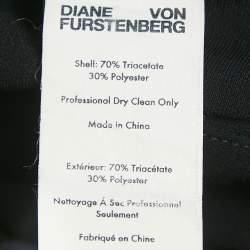 DIANE VON
FURSTENBERG
Shell: 70% Triacetate
30% Polyester
Professional Dry Clean Only
Made in China
Extérieur: 70% Triacétate
30% Polyester
Nettoyage À Sec Professionnel
Seulement
Fabriqué en Chine